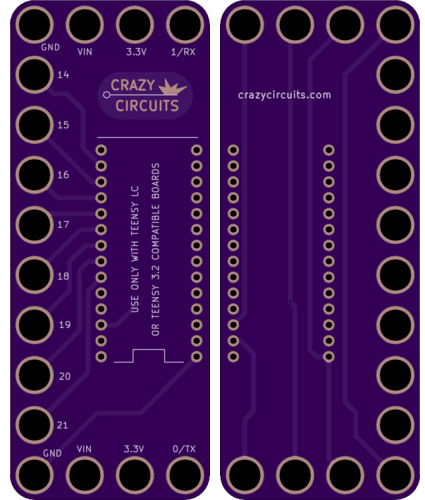 GND VIN 3.3V 1/RX
14
CRAZY
CIRCUITS
15
16
17
18
19
20
21
USE ONLY WITH TEENSY LC
OR TEENSY 3.2 COMPATIBLE BOARDS
GND VIN 3.3V 0/TX
crazycircuits.com